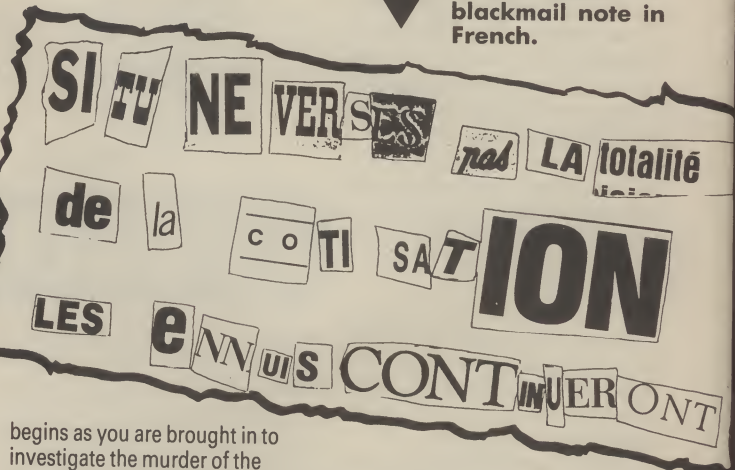 blackmail note in
French.
SI TU NE VERSES pas LA totalité
de la COTISATION
LES eNNUIS CONTINUERONT
begins as you are brought in to
investigate the murder of the